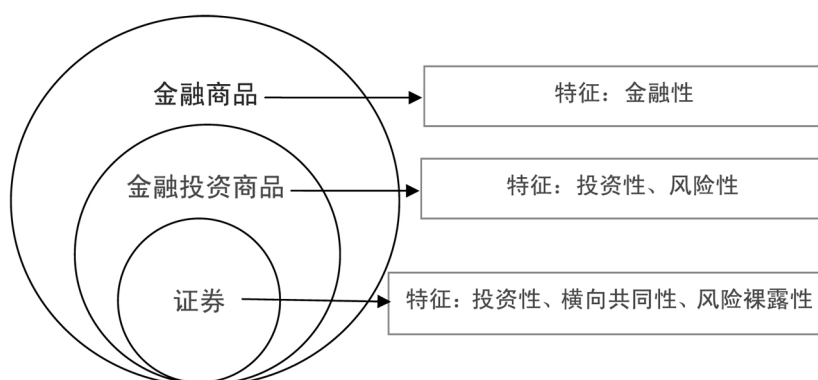 金融商品
特征：金融性
金融投资商品
特征：投资性、风险性
证券
特征：投资性、横向共同性、风险裸露性